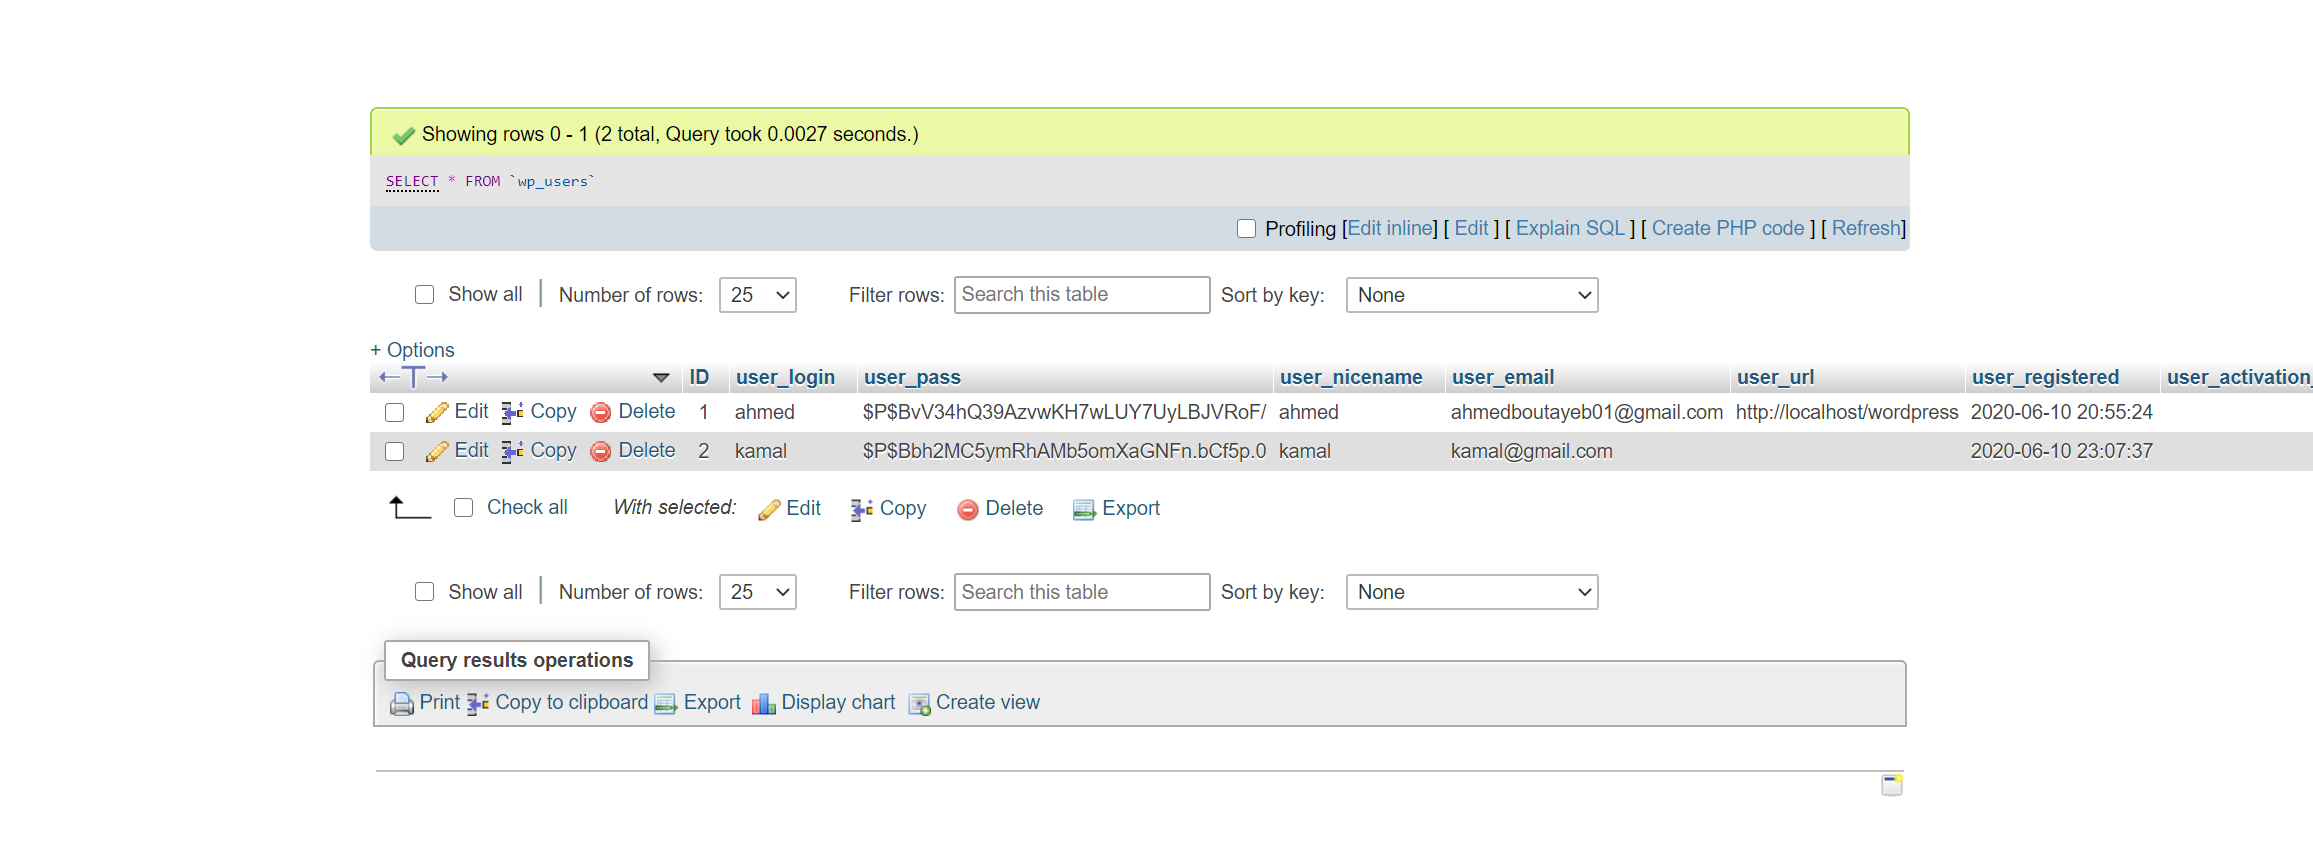 Showing rows 0 - 1 (2 total, Query took 0.0027 seconds.)
SELECT * FROM `wp_users`
Profiling [Edit inline] [ Edit ] [ Explain SQL ] [ Create PHP code ] [ Refresh]
Show all Number of rows: 25 Filter rows: Search this table Sort by key: None
+ Options
ID user_login user_pass user_nicename user_email user_url user_registered user_activation_
Edit Copy Delete 1 ahmed $P$BvV34hQ39AzvwKH7wLUY7UyLBJVRoF/ ahmed ahmedboutayeb01@gmail.com http://localhost/wordpress 2020-06-10 20:55:24
Edit Copy Delete 2 kamal $P$Bbh2MC5ymRhAMb5omXaGNFn.bCf5p.0 kamal kamal@gmail.com 2020-06-10 23:07:37
Check all With selected: Edit Copy Delete Export
Show all Number of rows: 25 Filter rows: Search this table Sort by key: None
Query results operations
Print Copy to clipboard Export Display chart Create view